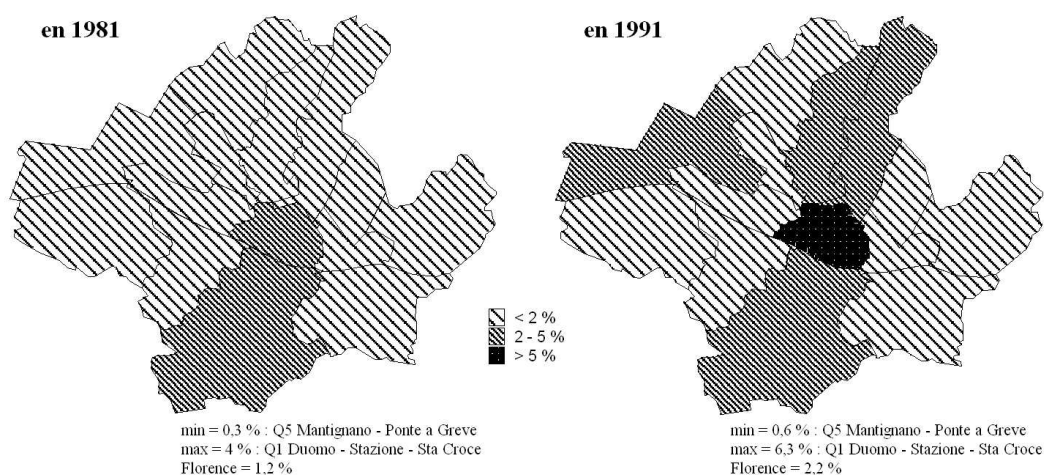 en 1981
en 1991
< 2 %
2 - 5 %
> 5 %
min = 0,3 % : Q5 Mantignano - Ponte a Greve
max = 4 % : Q1 Duomo - Stazione - Sta Croce
Florence = 1,2 %
min = 0,6 % : Q5 Mantignano - Ponte a Greve
max = 6,3 % : Q1 Duomo - Stazione - Sta Croce
Florence = 2,2 %